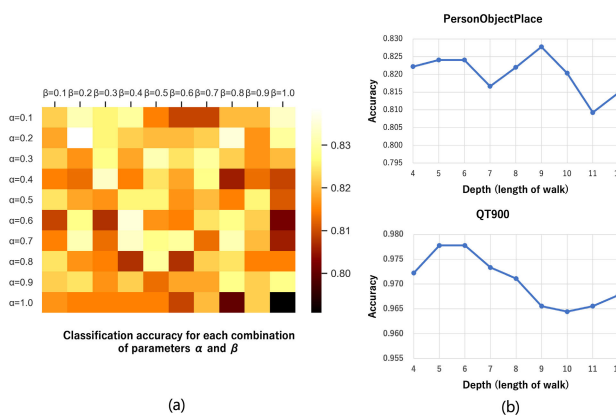 β=0.1 β=0.2 β=0.3 β=0.4 β=0.5 β=0.6 β=0.7 β=0.8 β=0.9 β=1.0
α=0.1
α=0.2
α=0.3
α=0.4
α=0.5
α=0.6
α=0.7
α=0.8
α=0.9
α=1.0
0.83
0.82
0.81
0.80
Classification accuracy for each combination
of parameters α and β
(a)
PersonObjectPlace
Accuracy
0.830
0.825
0.820
0.815
0.810
0.805
0.800
0.795
4 5 6 7 8 9 10 11
Depth (length of walk)
QT900
Accuracy
0.980
0.975
0.970
0.965
0.960
0.955
4 5 6 7 8 9 10 11
Depth (length of walk)
(b)